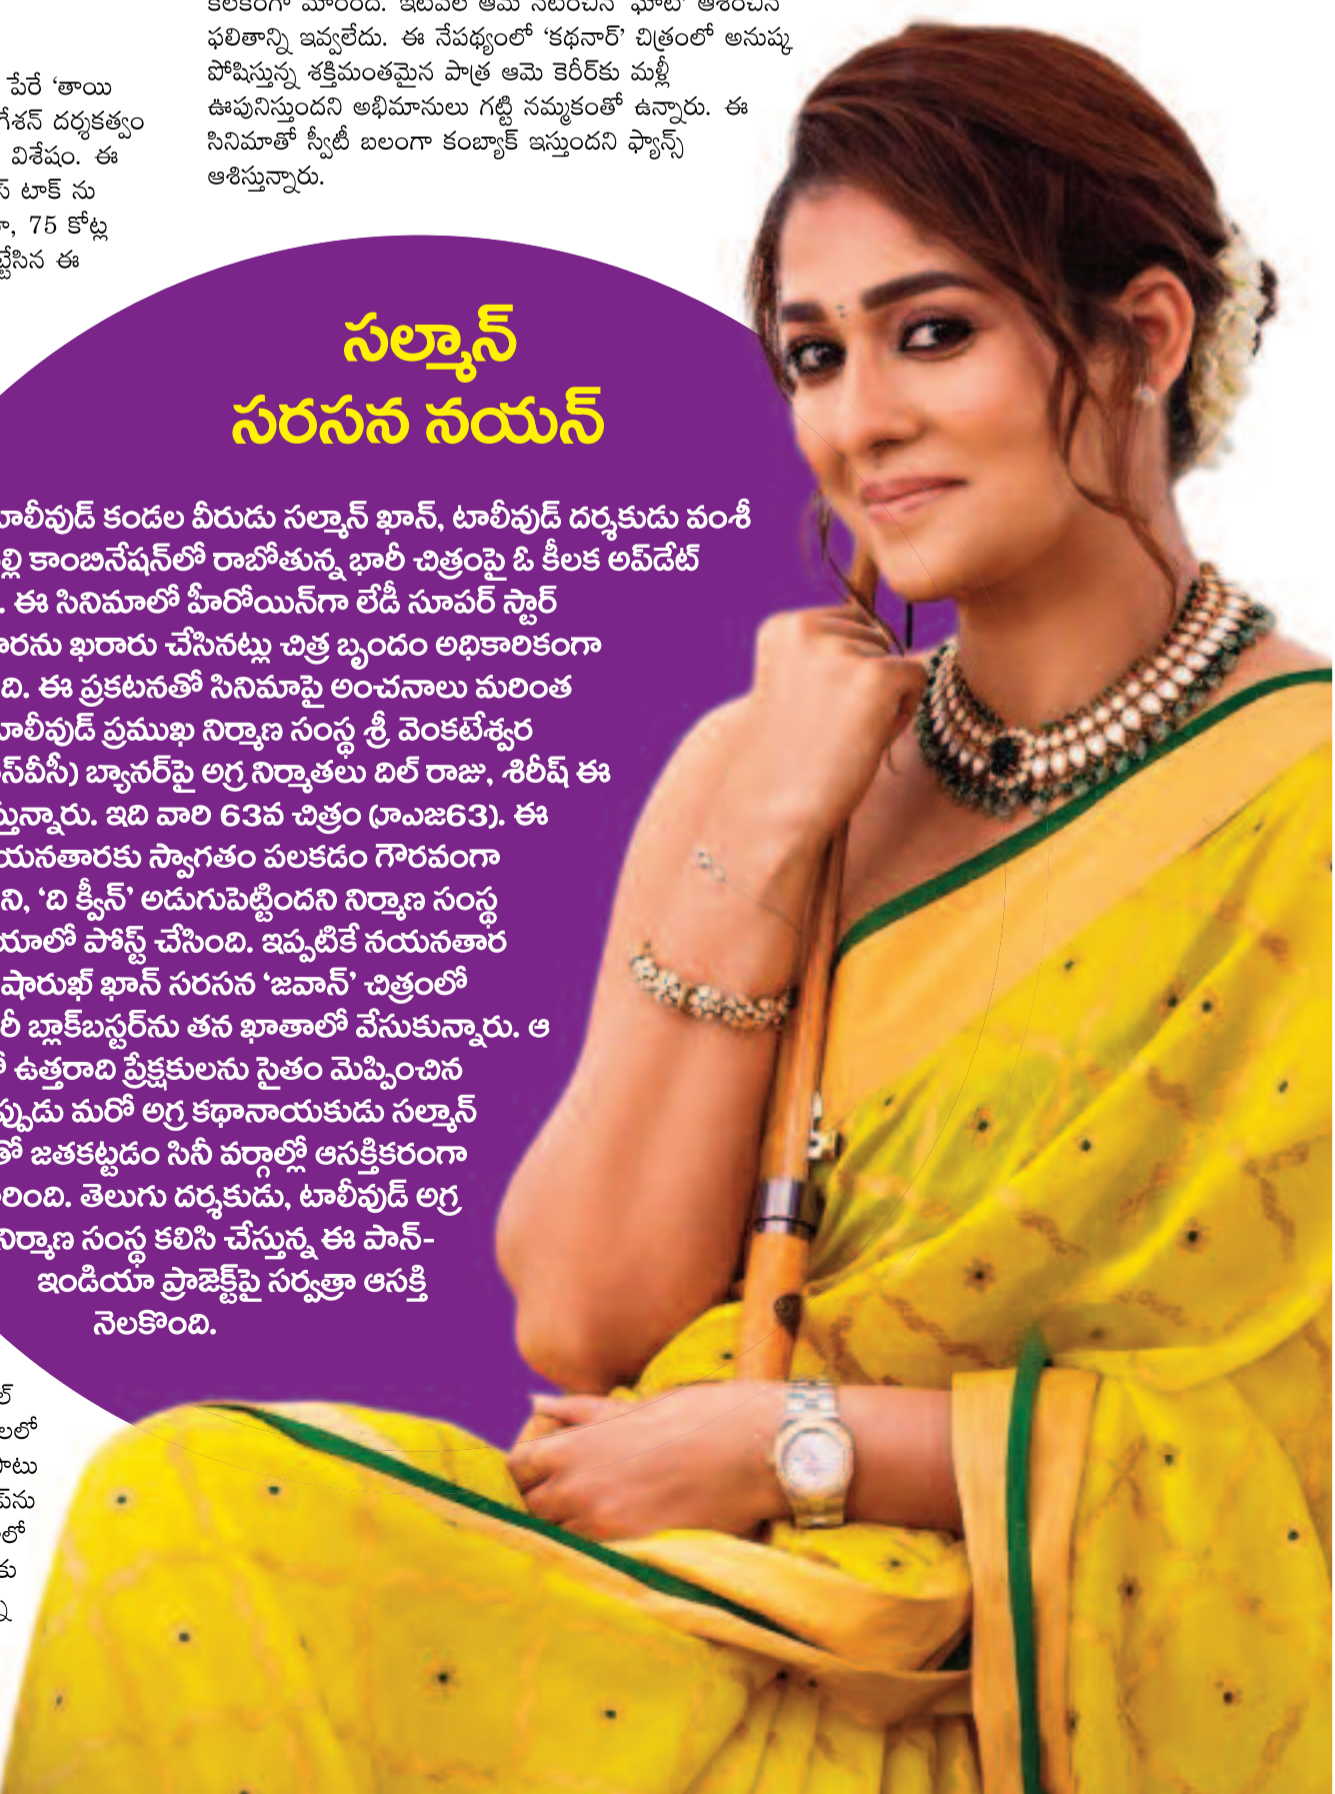 ఫలితాన్ని ఇవ్వలేదు. ఈ నేపథ్యంలో ‘కథనార్’ చిత్రంలో అనుష్క
పోషిస్తున్న శక్తిమంతమైన పాత్ర ఆమె కెరీర్‌కు మళ్లీ
ఊపునిస్తుందని అభిమానులు గట్టి నమ్మకంతో ఉన్నారు. ఈ
సినిమాతో స్వీటీ బలంగా కంబ్యాక్ ఇస్తుందని ఫ్యాన్స్
ఆశిస్తున్నారు.
పేరే ‘తాయి
దర్శకత్వం
విశేషం. ఈ
టాక్ ను
75 కోట్ల
ఈ
సల్మాన్
సరసన నయన్
కండల వీరుడు సల్మాన్ ఖాన్, టాలీవుడ్ దర్శకుడు వంశీ
కాంబినేషన్‌లో రాబోతున్న భారీ చిత్రంపై ఓ కీలక అప్‌డేట్
. ఈ సినిమాలో హీరోయిన్‌గా లేడీ సూపర్ స్టార్
ఖరారు చేసినట్లు చిత్ర బృందం అధికారికంగా
ది. ఈ ప్రకటనతో సినిమాపై అంచనాలు మరింత
ప్రముఖ నిర్మాణ సంస్థ శ్రీ వెంకటేశ్వర
బ్యానర్‌పై అగ్ర నిర్మాతలు దిల్ రాజు, శిరీష్ ఈ
స్తున్నారు. ఇది వారి 63వ చిత్రం ఈ
యనతారకు స్వాగతం పలకడం గౌరవంగా
ని, ‘ది క్వీన్’ అడుగుపెట్టిందని నిర్మాణ సంస్థ
యాలో పోస్ట్ చేసింది. ఇప్పటికే నయనతార
షారుఖ్ ఖాన్ సరసన ‘జవాన్’ చిత్రంలో
రీ బ్లాక్‌బస్టర్‌ను తన ఖాతాలో వేసుకున్నారు. ఆ
ఉత్తరాది ప్రేక్షకులను సైతం మెప్పించిన
ప్పుడు మరో అగ్ర కథానాయకుడు సల్మాన్
తో జతకట్టడం సినీ వర్గాల్లో ఆసక్తికరంగా
రింది. తెలుగు దర్శకుడు, టాలీవుడ్ అగ్ర
నిర్మాణ సంస్థ కలిసి చేస్తున్న ఈ పాన్-
ఇండియా ప్రాజెక్ట్‌పై సర్వత్రా ఆసక్తి
నెలకొంది.